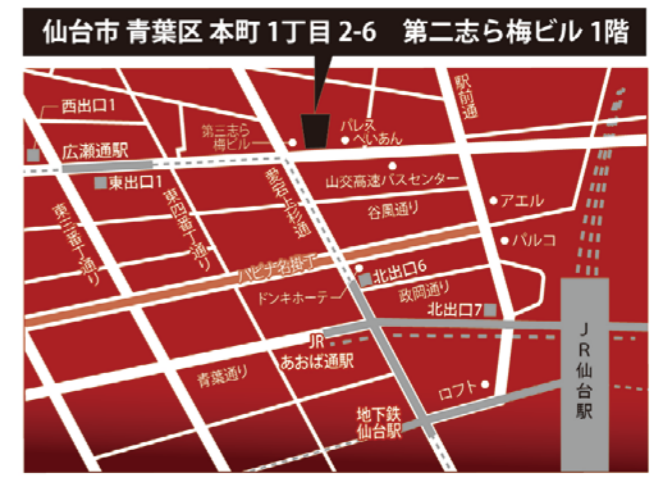 仙台市 青葉区 本町 1丁目 2-6　第二志ら梅ビル 1階
西出口1
広瀬通駅
東出口1
第三志ら
梅ビル
パレス
へいあん
駅前通
山交高速バスセンター
谷風通り
愛宕上杉通
東三番丁通り
東四番丁通り
アエル
パルコ
ハピナ名掛丁
北出口6
ドンキホーテ
政岡通り
北出口7
JR
あおば通駅
青葉通り
ロフト
地下鉄
仙台駅
JR仙台駅